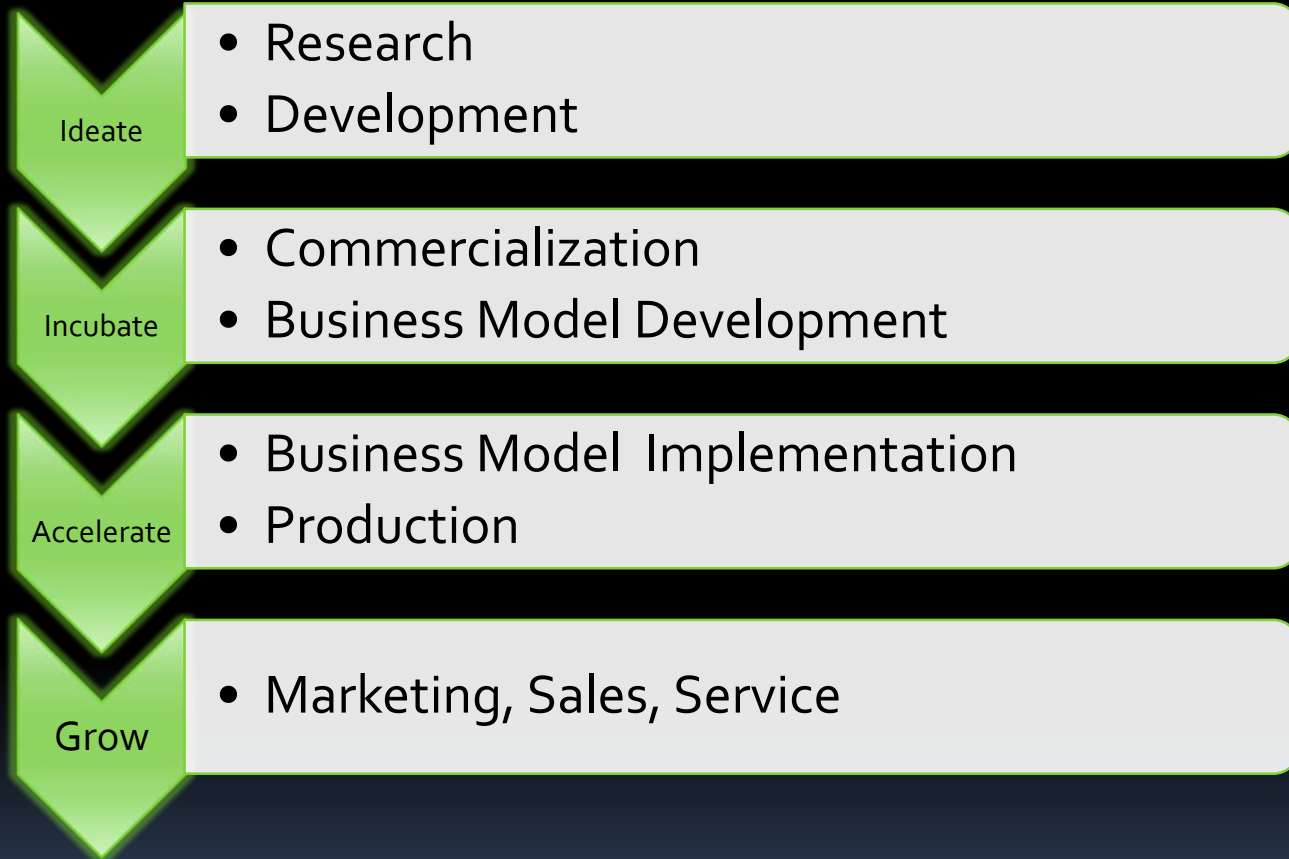 Ideate
• Research
• Development
Incubate
• Commercialization
• Business Model Development
Accelerate
• Business Model  Implementation
• Production
Grow
• Marketing, Sales, Service